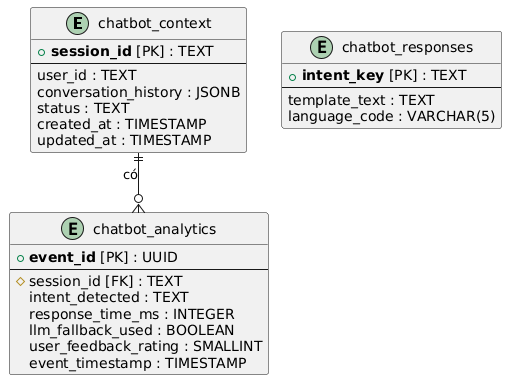 E chatbot_context
session_id [PK] : TEXT
user_id : TEXT
conversation_history : JSONB
status : TEXT
created_at : TIMESTAMP
updated_at : TIMESTAMP
E chatbot_responses
intent_key [PK] : TEXT
template_text : TEXT
language_code : VARCHAR(5)
có
E chatbot_analytics
event_id [PK] : UUID
session_id [FK] : TEXT
intent_detected : TEXT
response_time_ms : INTEGER
llm_fallback_used : BOOLEAN
user_feedback_rating : SMALLINT
event_timestamp : TIMESTAMP